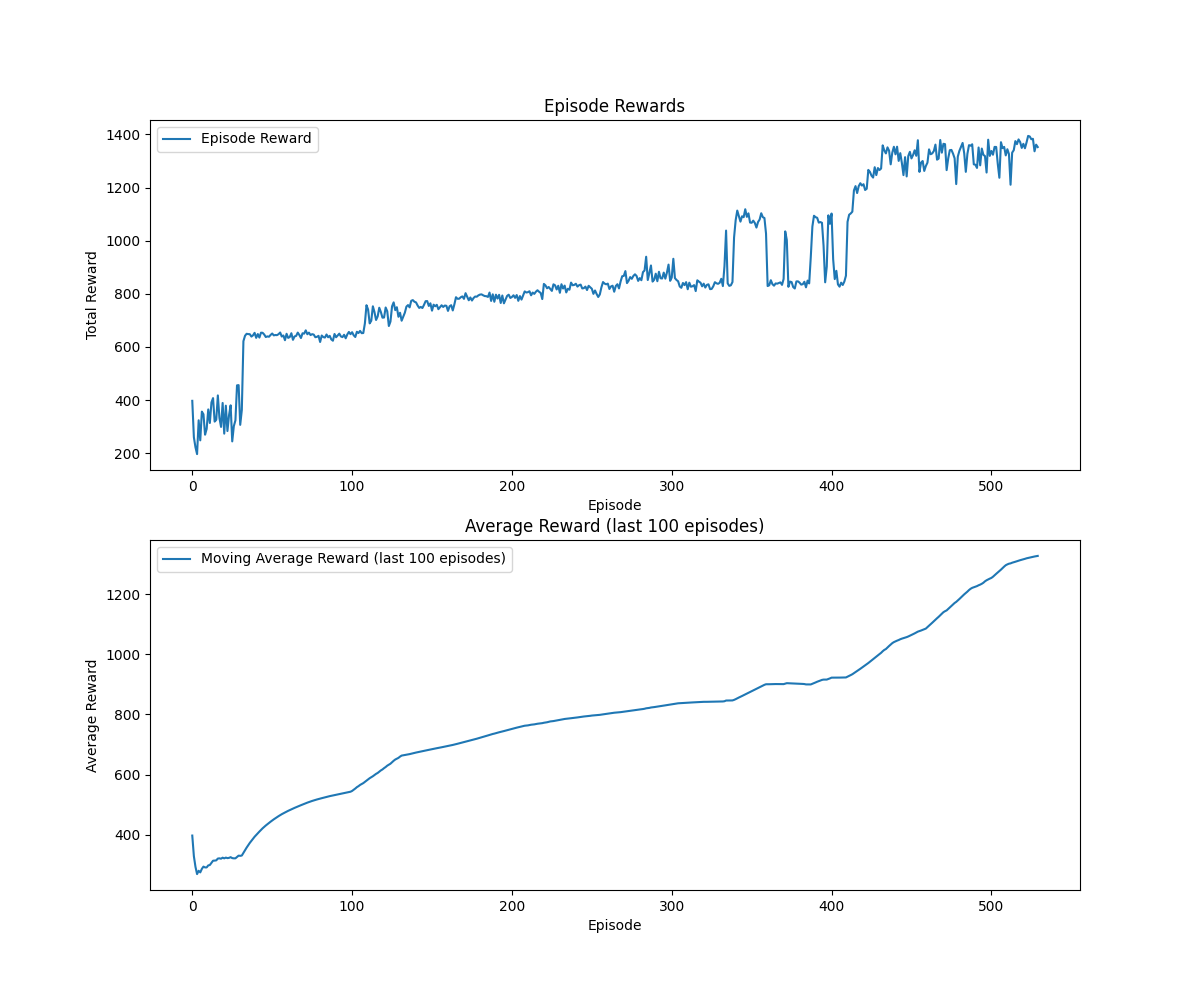 Episode Rewards
Episode Reward
1400
1200
1000
800
600
400
200
Total Reward
0 100 200 300 400 500
Episode
Average Reward (last 100 episodes)
Moving Average Reward (last 100 episodes)
1200
1000
800
600
400
Average Reward
0 100 200 300 400 500
Episode